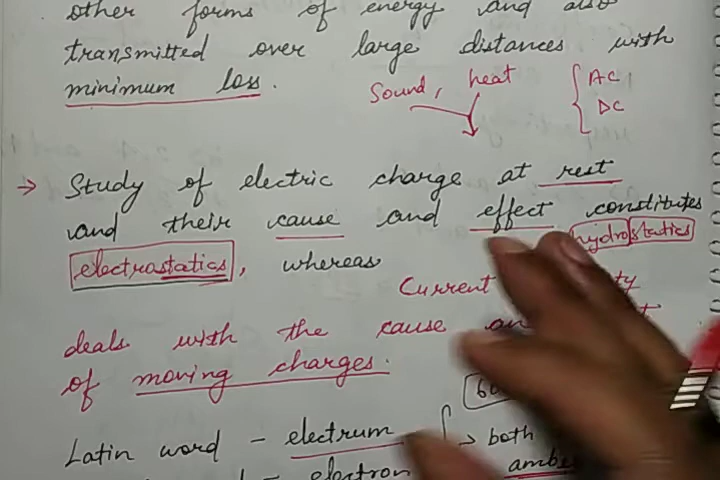 other forms of energy and also
transmitted over large distances with
minimum loss.
Sound, heat
AC
DC
→ Study of electric charge at rest
and their cause and effect constitutes
hydrostatics
electrastatics, whereas
Current
deals with the cause
of moving charges.
Latin word - electrum
→ both
electron